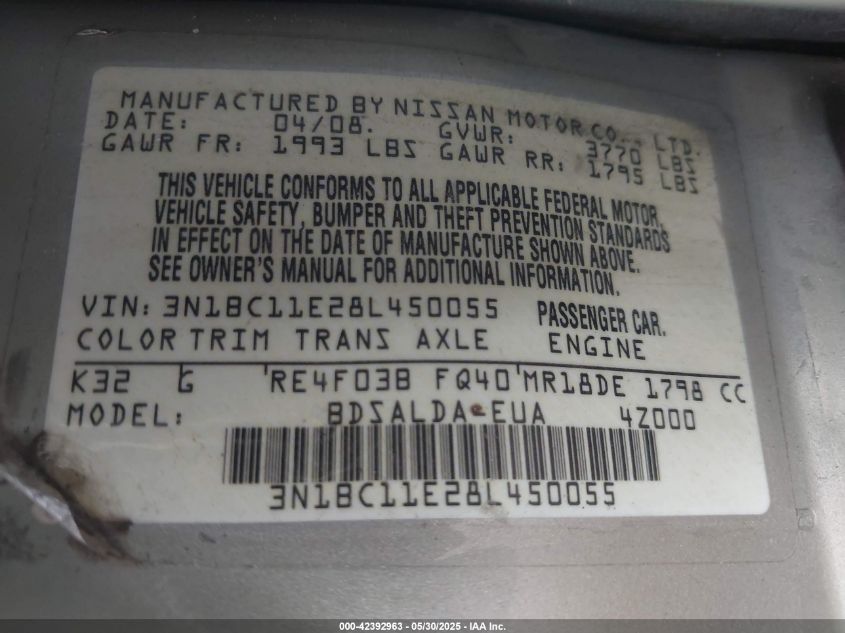 MANUFACTURED BY NISSAN MOTOR CO., LTD.
DATE: 04/08. GVWR: 3770 LBS
GAWR FR: 1993 LBS GAWR RR: 1795 LBS
THIS VEHICLE CONFORMS TO ALL APPLICABLE FEDERAL MOTOR,
VEHICLE SAFETY, BUMPER AND THEFT PREVENTION STANDARDS
IN EFFECT ON THE DATE OF MANUFACTURE SHOWN ABOVE.
SEE OWNER'S MANUAL FOR ADDITIONAL INFORMATION.
VIN: 3N1BC11E28L450055 PASSENGER CAR.
COLOR TRIM TRANS AXLE ENGINE
K32 G RE4F03B FQ40 MR18DE 1798 CC
MODEL: BDSALDA-EUA 4Z000
3N1BC11E28L450055
000-42392963 - 05/30/2025 - IAA Inc.